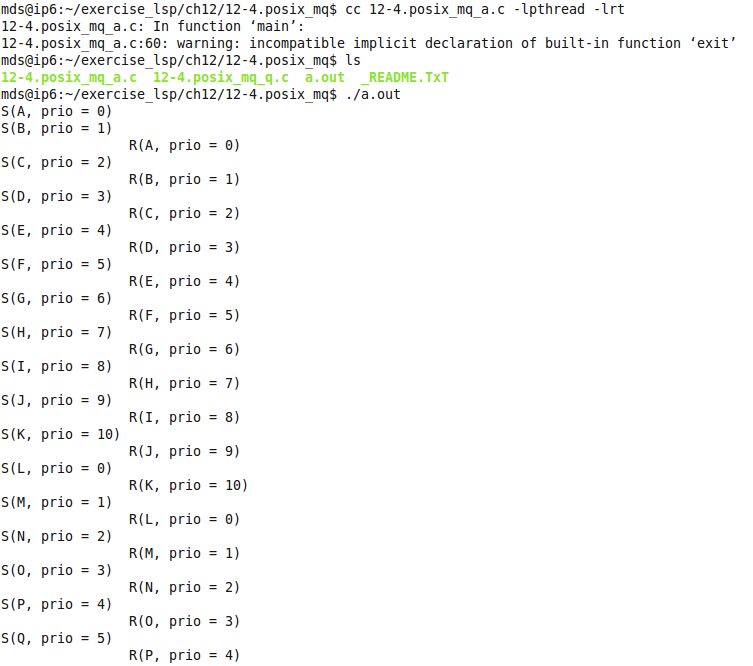 mds@ip6:~/exercise_lsp/ch12/12-4.posix_mq$ cc 12-4.posix_mq_a.c -lpthread -lrt
12-4.posix_mq_a.c: In function ‘main’:
12-4.posix_mq_a.c:60: warning: incompatible implicit declaration of built-in function ‘exit’
mds@ip6:~/exercise_lsp/ch12/12-4.posix_mq$ ls
12-4.posix_mq_a.c  12-4.posix_mq_q.c  a.out  _README.TxT
mds@ip6:~/exercise_lsp/ch12/12-4.posix_mq$ ./a.out
S(A, prio = 0)
S(B, prio = 1)
                R(A, prio = 0)
S(C, prio = 2)
                R(B, prio = 1)
S(D, prio = 3)
                R(C, prio = 2)
S(E, prio = 4)
                R(D, prio = 3)
S(F, prio = 5)
                R(E, prio = 4)
S(G, prio = 6)
                R(F, prio = 5)
S(H, prio = 7)
                R(G, prio = 6)
S(I, prio = 8)
                R(H, prio = 7)
S(J, prio = 9)
                R(I, prio = 8)
S(K, prio = 10)
                R(J, prio = 9)
S(L, prio = 0)
                R(K, prio = 10)
S(M, prio = 1)
                R(L, prio = 0)
S(N, prio = 2)
                R(M, prio = 1)
S(O, prio = 3)
                R(N, prio = 2)
S(P, prio = 4)
                R(O, prio = 3)
S(Q, prio = 5)
                R(P, prio = 4)